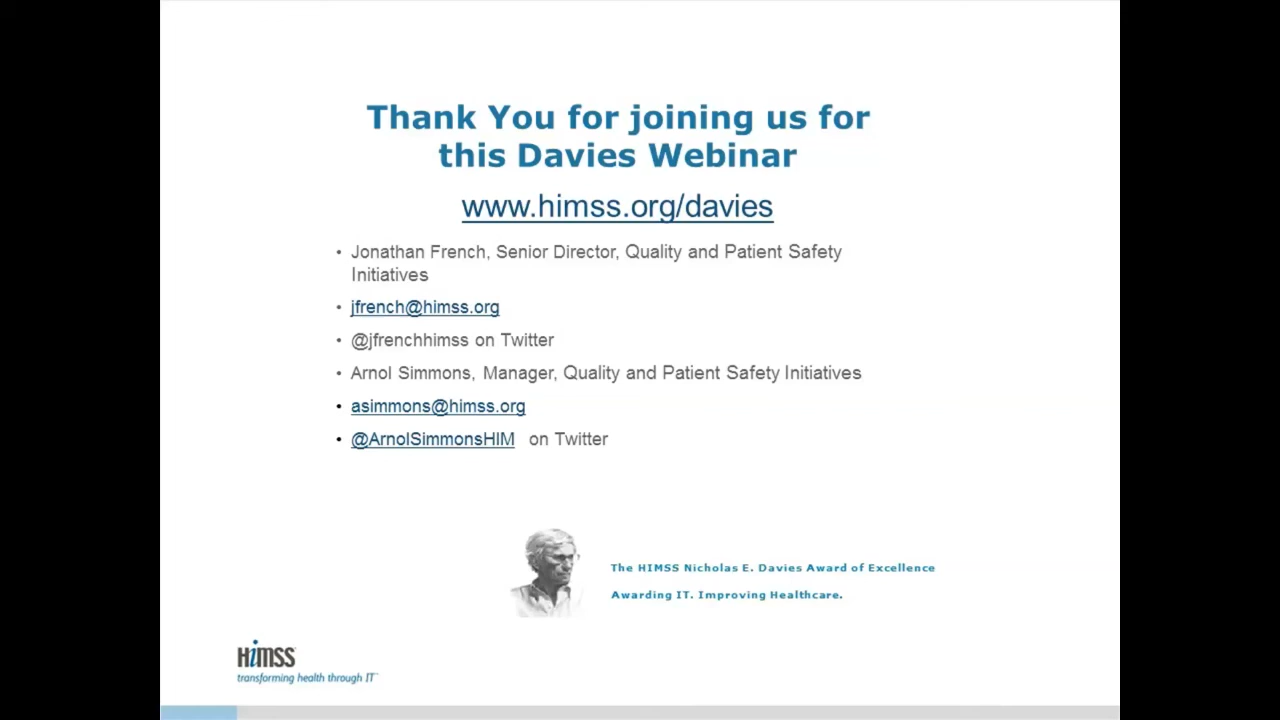 Thank You for joining us for
this Davies Webinar
www.himss.org/davies
• Jonathan French, Senior Director, Quality and Patient Safety
Initiatives
• jfrench@himss.org
• @jfrenchhimss on Twitter
• Arnol Simmons, Manager, Quality and Patient Safety Initiatives
• asimmons@himss.org
• @ArnolSimmonsHIM on Twitter
The HIMSS Nicholas E. Davies Award of Excellence
Awarding IT. Improving Healthcare.
HiMSS
transforming health through IT™